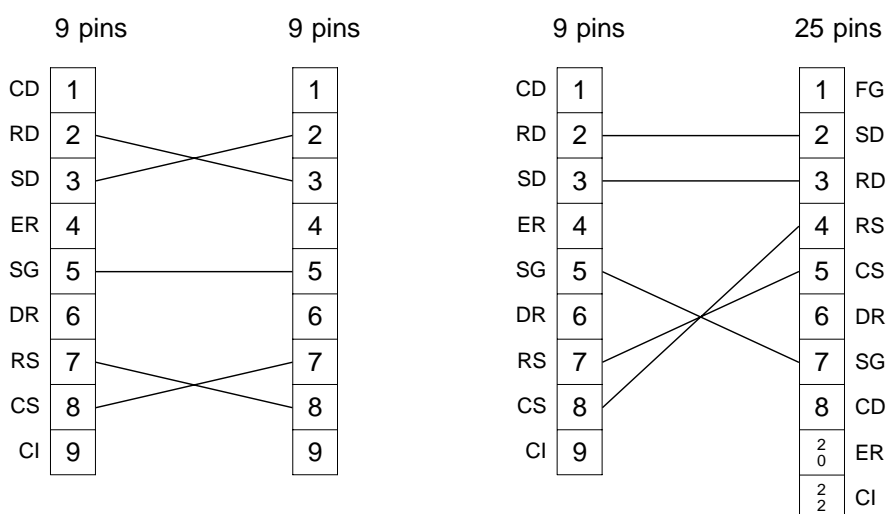 9 pins 9 pins 9 pins 25 pins
CD 1 1 CD 1 1 FG
RD 2 2 RD 2 2 SD
SD 3 3 SD 3 3 RD
ER 4 4 ER 4 4 RS
SG 5 5 SG 5 5 CS
DR 6 6 DR 6 6 DR
RS 7 7 RS 7 7 SG
CS 8 8 CS 8 8 CD
CI 9 9 CI 9 20 ER
22 CI